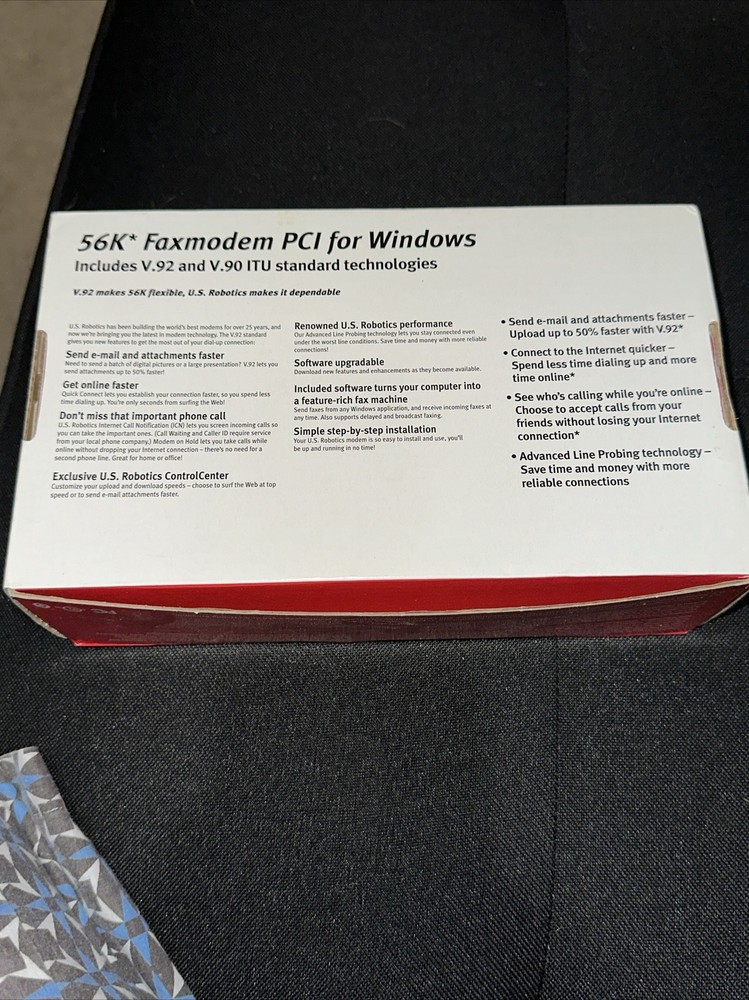 56K* Faxmodem PCI for Windows
Includes V.92 and V.90 ITU standard technologies
V.92 makes 56K flexible, U.S. Robotics makes it dependable
U.S. Robotics has been building the world's best modems for over 25 years, and
now we're bringing you the latest in modem technology. The V.92 standard
gives you new features to get the most out of your dial-up connection:
Send e-mail and attachments faster
Need to send a batch of digital pictures or a large presentation? V.92 lets you
send attachments up to 50% faster!
Get online faster
Quick Connect lets you establish your connection faster, so you spend less
time dialing up. You're only seconds from surfing the Web!
Don't miss that important phone call
U.S. Robotics Internet Call Notification (ICN) lets you screen incoming calls so
you can take the important ones. (Call Waiting and Caller ID require service
from your local phone company.) Modem on Hold lets you take calls while
online without dropping your Internet connection – there's no need for a
second phone line. Great for home or office!
Exclusive U.S. Robotics ControlCenter
Customize your upload and download speeds – choose to surf the Web at top
speed or to send e-mail attachments faster.
Renowned U.S. Robotics performance
Our Advanced Line Probing technology lets you stay connected even
under the worst line conditions. Save time and money with more reliable
connections!
Software upgradable
Download new features and enhancements as they become available.
Included software turns your computer into
a feature-rich fax machine
Send faxes from any Windows application, and receive incoming faxes at
any time. Also supports delayed and broadcast faxing.
Simple step-by-step installation
Your U.S. Robotics modem is so easy to install and use, you'll
be up and running in no time!
• Send e-mail and attachments faster –
Upload up to 50% faster with V.92*
• Connect to the Internet quicker –
Spend less time dialing up and more
time online*
• See who's calling while you're online –
Choose to accept calls from your
friends without losing your Internet
connection*
• Advanced Line Probing technology –
Save time and money with more
reliable connections